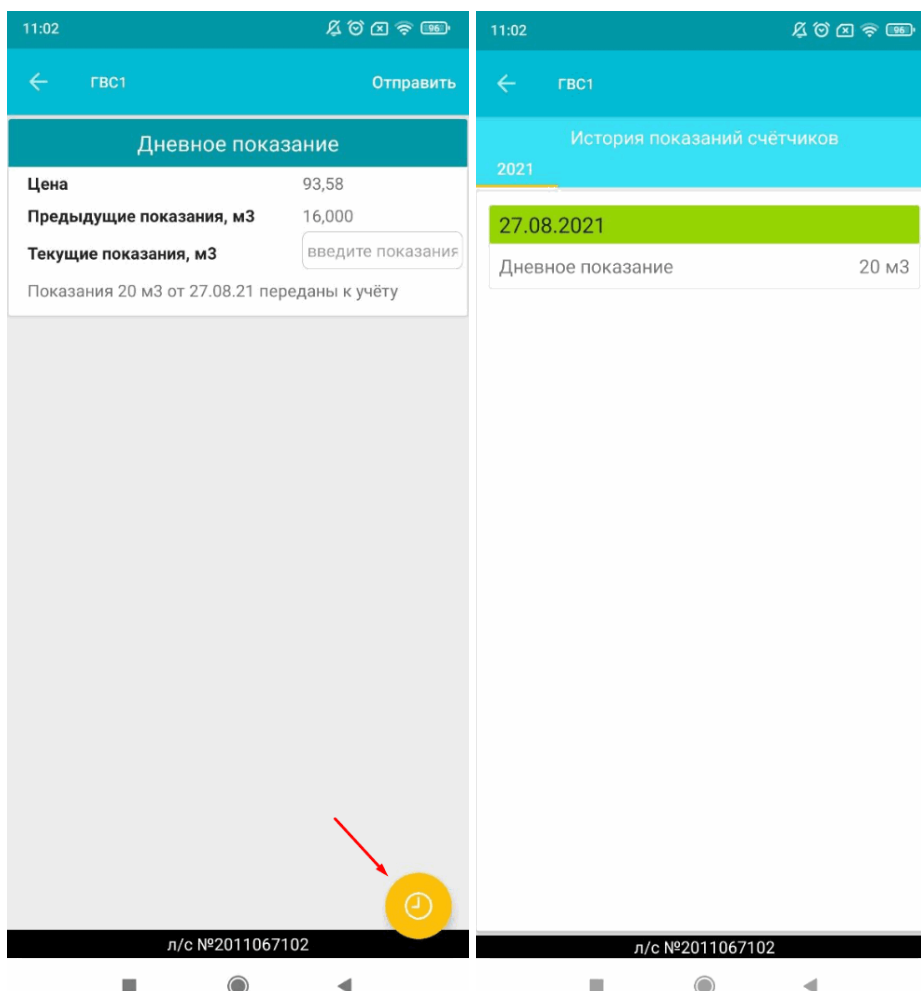 11:02
96
ГВС1
Отправить
Дневное показание
Цена 93,58
Предыдущие показания, м3 16,000
Текущие показания, м3 введите показания
Показания 20 м3 от 27.08.21 переданы к учёту
л/с №2011067102
11:02
96
ГВС1
История показаний счётчиков
2021
27.08.2021
Дневное показание 20 м3
л/с №2011067102